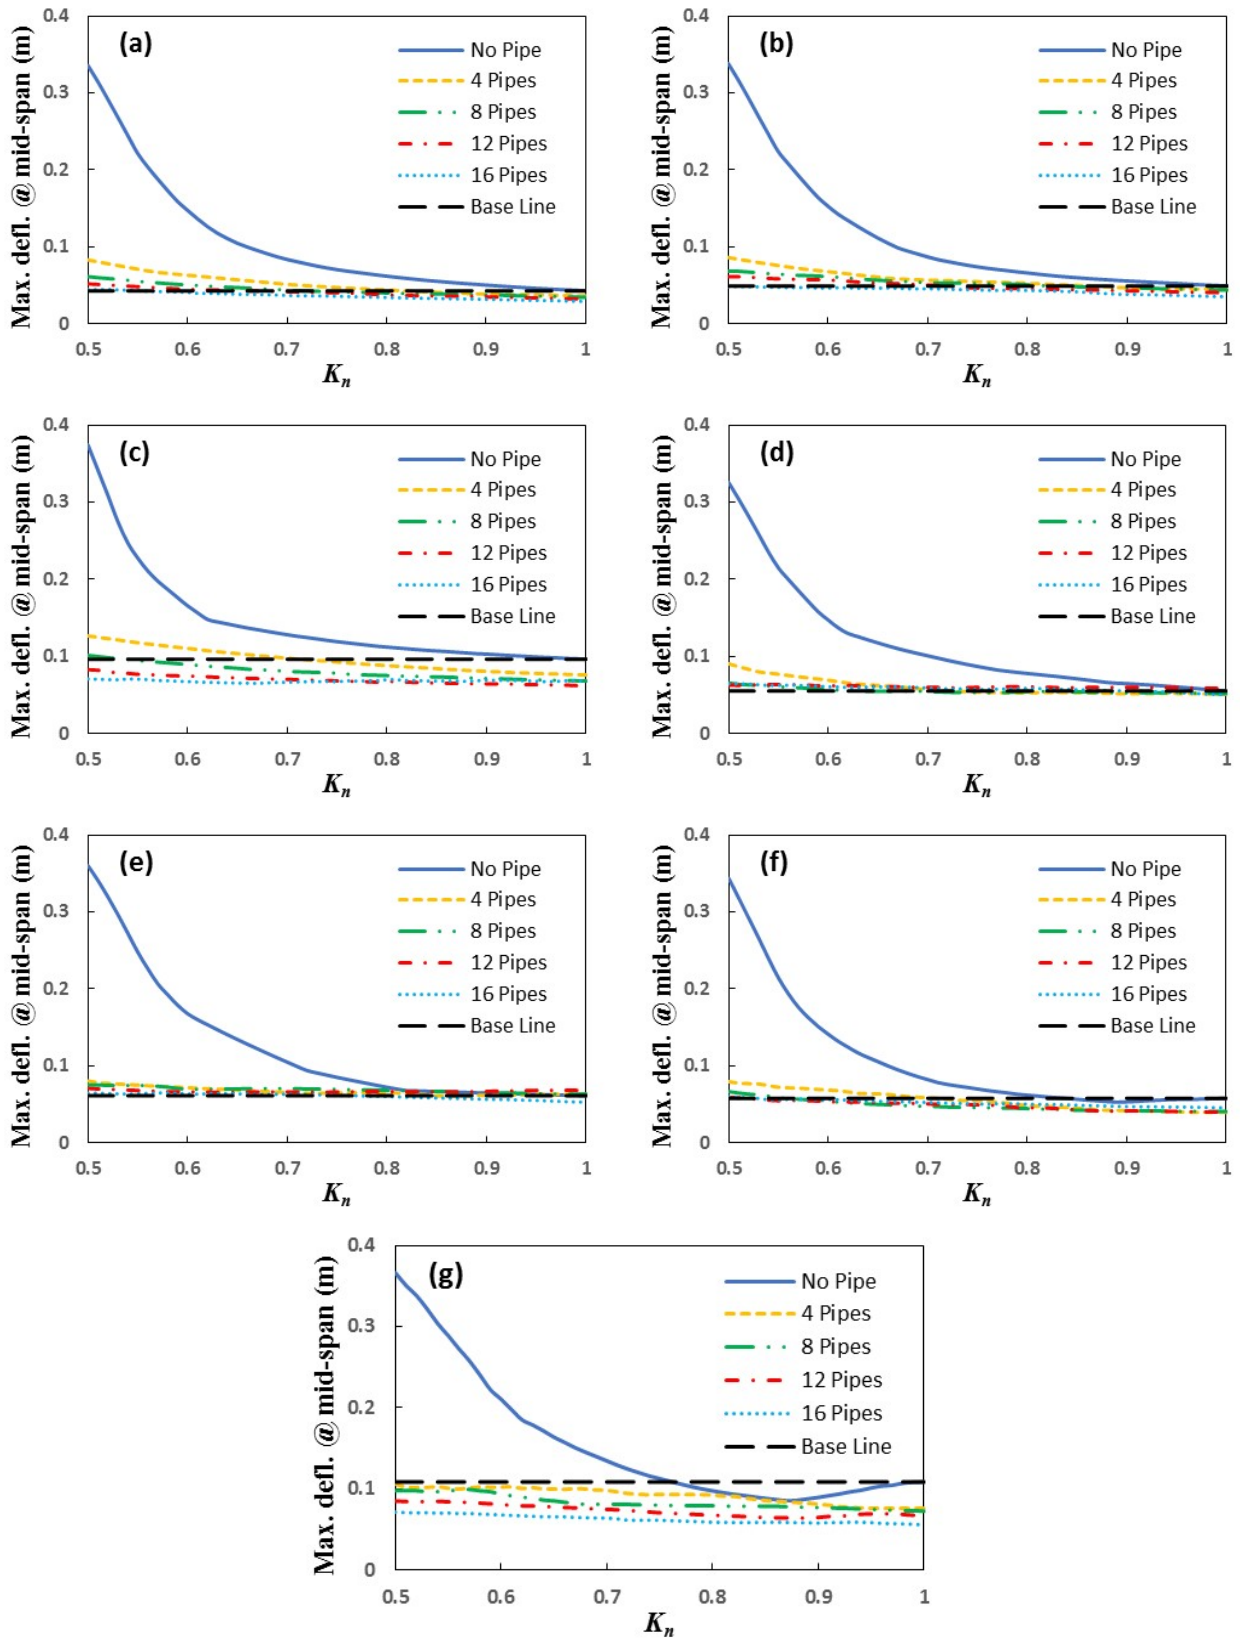 Max. defl. @ mid-span (m)
0.4
0.3
0.2
0.1
0
(a)
No Pipe
4 Pipes
8 Pipes
12 Pipes
16 Pipes
Base Line
0.5 0.6 0.7 0.8 0.9 1
Kn
Max. defl. @ mid-span (m)
0.4
0.3
0.2
0.1
0
(b)
No Pipe
4 Pipes
8 Pipes
12 Pipes
16 Pipes
Base Line
0.5 0.6 0.7 0.8 0.9 1
Kn
Max. defl. @ mid-span (m)
0.4
0.3
0.2
0.1
0
(c)
No Pipe
4 Pipes
8 Pipes
12 Pipes
16 Pipes
Base Line
0.5 0.6 0.7 0.8 0.9 1
Kn
Max. defl. @ mid-span (m)
0.4
0.3
0.2
0.1
0
(d)
No Pipe
4 Pipes
8 Pipes
12 Pipes
16 Pipes
Base Line
0.5 0.6 0.7 0.8 0.9 1
Kn
Max. defl. @ mid-span (m)
0.4
0.3
0.2
0.1
0
(e)
No Pipe
4 Pipes
8 Pipes
12 Pipes
16 Pipes
Base Line
0.5 0.6 0.7 0.8 0.9 1
Kn
Max. defl. @ mid-span (m)
0.4
0.3
0.2
0.1
0
(f)
No Pipe
4 Pipes
8 Pipes
12 Pipes
16 Pipes
Base Line
0.5 0.6 0.7 0.8 0.9 1
Kn
Max. defl. @ mid-span (m)
0.4
0.3
0.2
0.1
0
(g)
No Pipe
4 Pipes
8 Pipes
12 Pipes
16 Pipes
Base Line
0.5 0.6 0.7 0.8 0.9 1
Kn